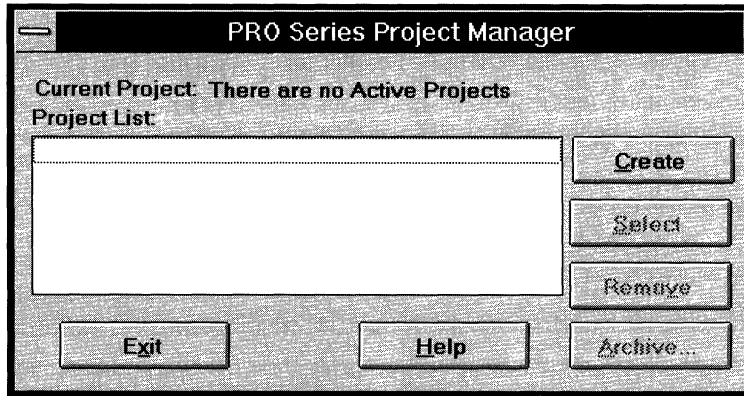 PRO Series Project Manager
Current Project: There are no Active Projects
Project List:
Create
Select
Remove
Exit
Help
Archive...